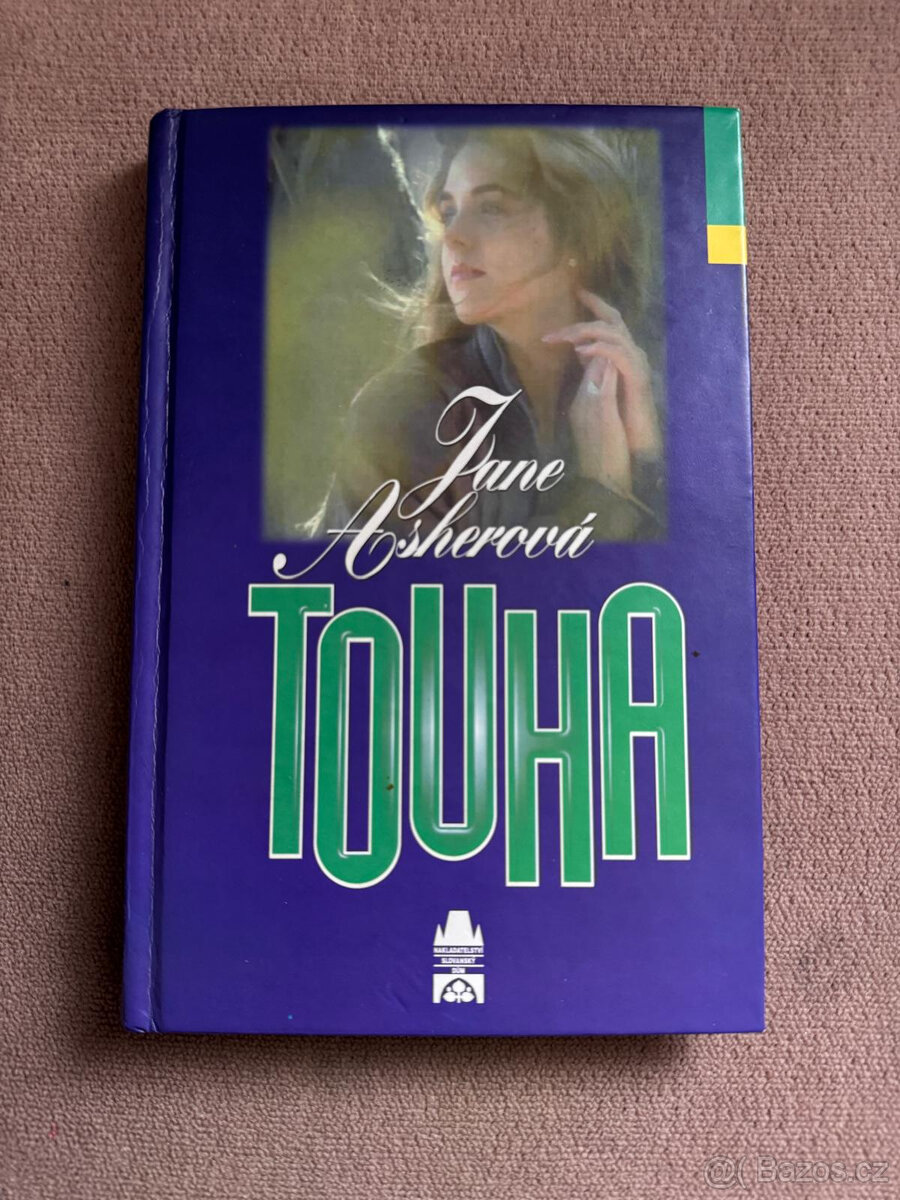 Jane
Asherová
TOUHA
NAKLADATELSTVÍ
SLOVANSKÝ
DŮM
@( Bazos.cz